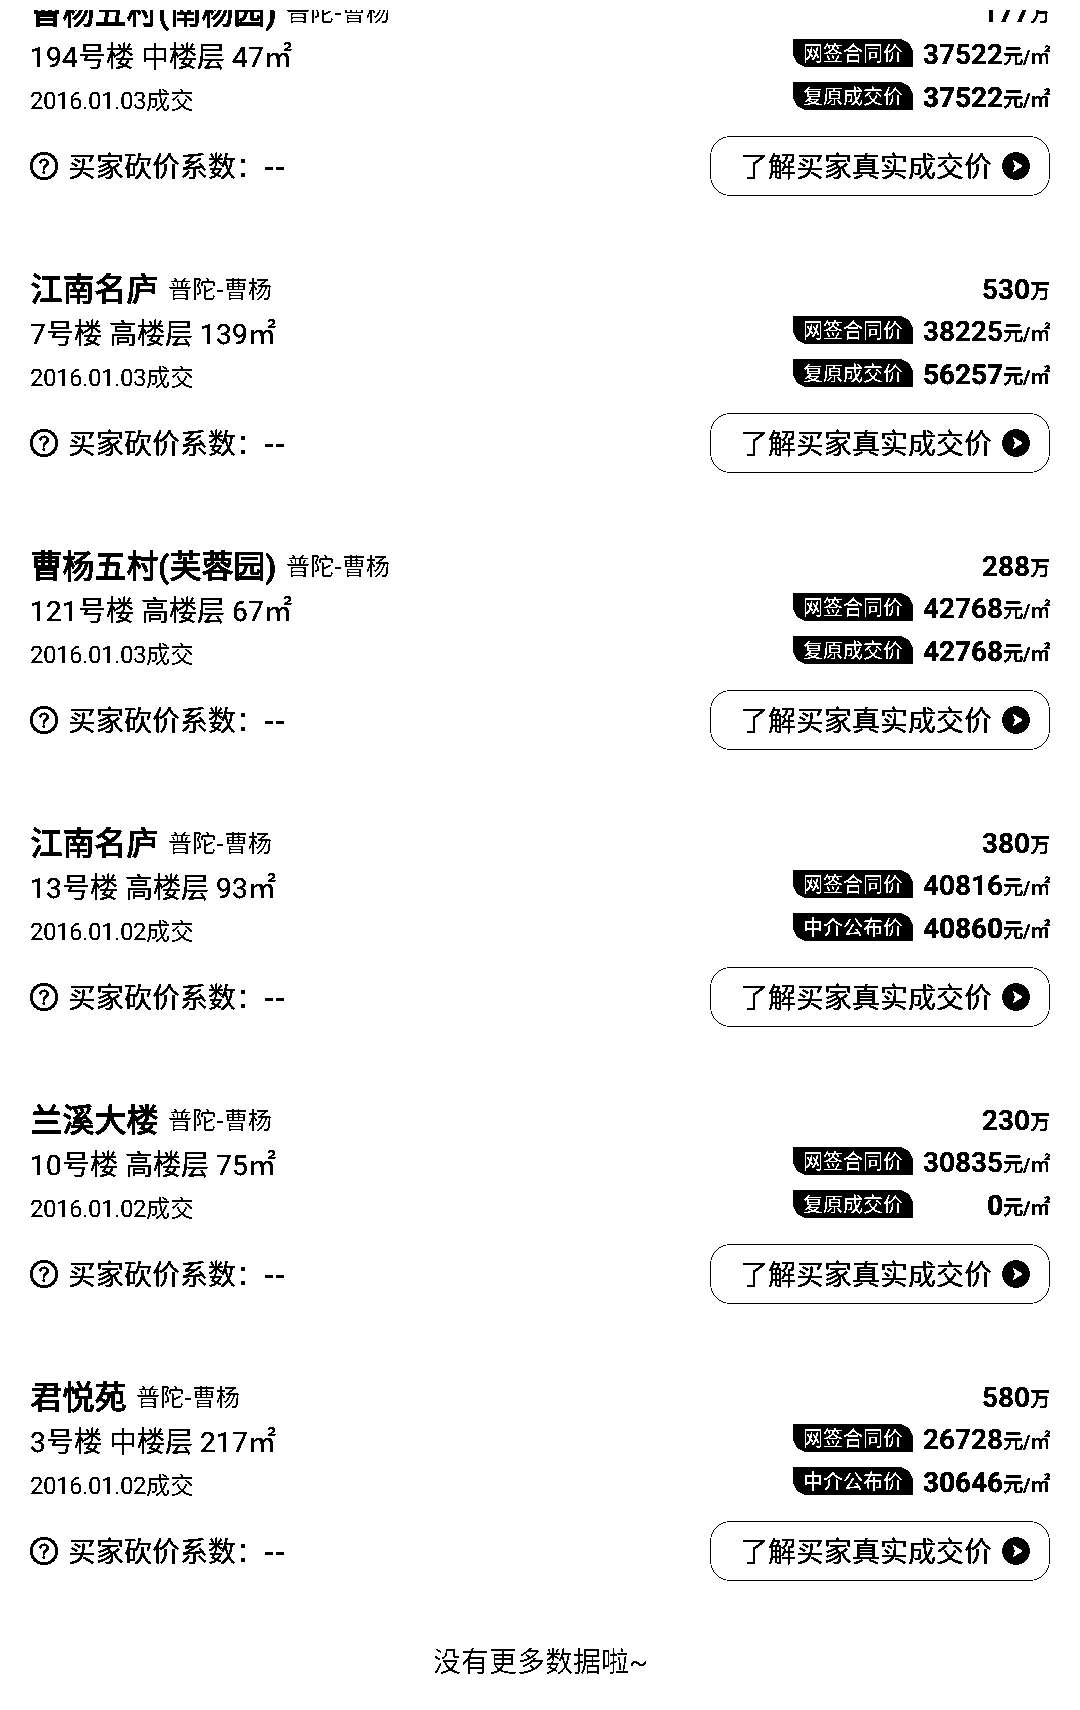 曹杨五村(南杨园) 普陀-曹杨 177万
194号楼 中楼层 47㎡ 网签合同价 37522元/㎡
2016.01.03成交 复原成交价 37522元/㎡
? 买家砍价系数：-- 了解买家真实成交价
江南名庐 普陀-曹杨 530万
7号楼 高楼层 139㎡ 网签合同价 38225元/㎡
2016.01.03成交 复原成交价 56257元/㎡
? 买家砍价系数：-- 了解买家真实成交价
曹杨五村(芙蓉园) 普陀-曹杨 288万
121号楼 高楼层 67㎡ 网签合同价 42768元/㎡
2016.01.03成交 复原成交价 42768元/㎡
? 买家砍价系数：-- 了解买家真实成交价
江南名庐 普陀-曹杨 380万
13号楼 高楼层 93㎡ 网签合同价 40816元/㎡
2016.01.02成交 中介公布价 40860元/㎡
? 买家砍价系数：-- 了解买家真实成交价
兰溪大楼 普陀-曹杨 230万
10号楼 高楼层 75㎡ 网签合同价 30835元/㎡
2016.01.02成交 复原成交价 0元/㎡
? 买家砍价系数：-- 了解买家真实成交价
君悦苑 普陀-曹杨 580万
3号楼 中楼层 217㎡ 网签合同价 26728元/㎡
2016.01.02成交 中介公布价 30646元/㎡
? 买家砍价系数：-- 了解买家真实成交价
没有更多数据啦~